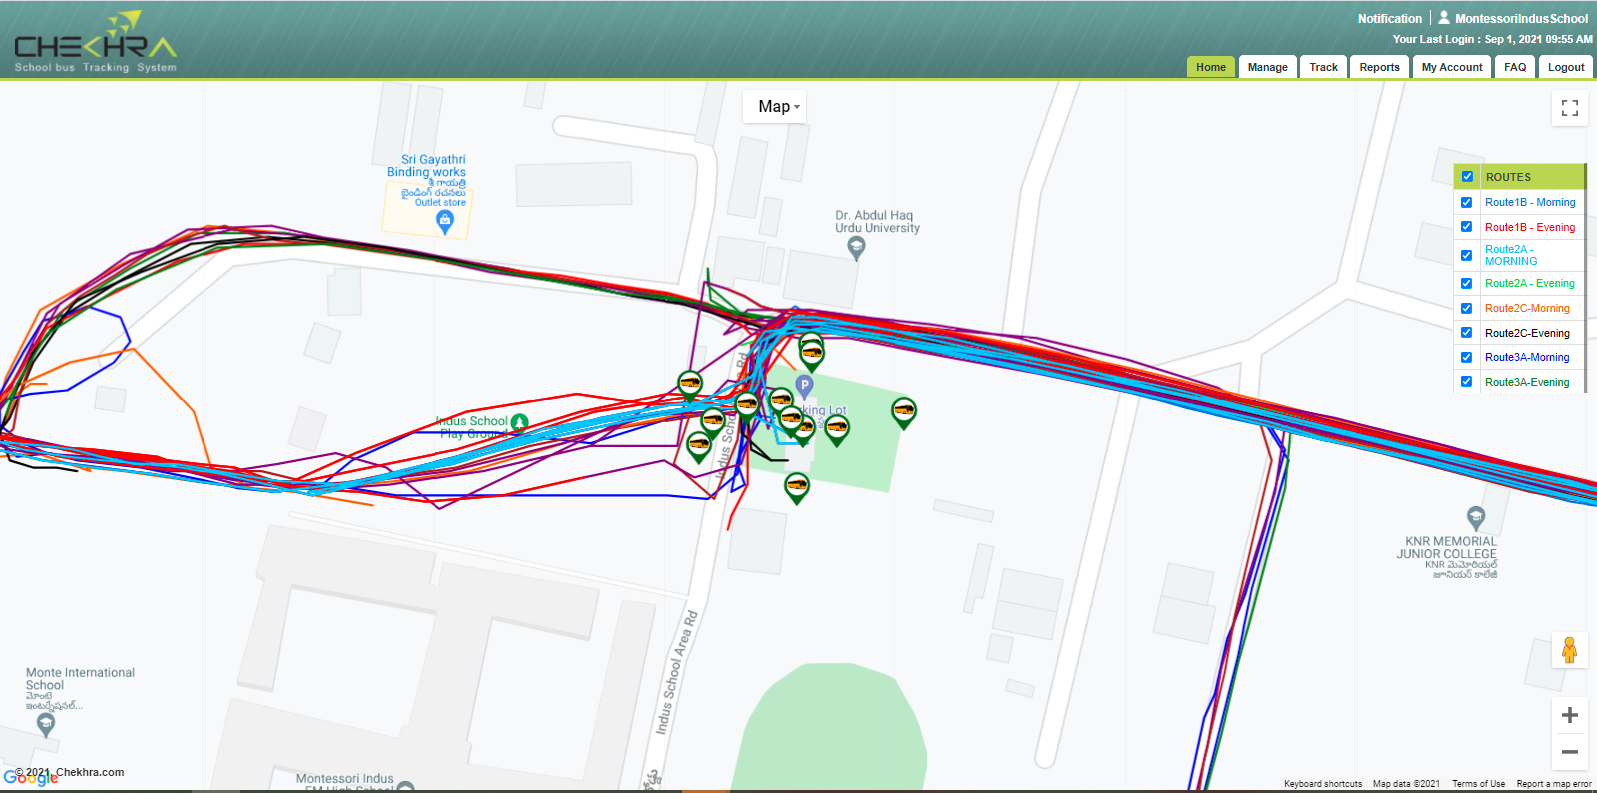 CHEKHRA
School bus Tracking System
Notification
MontessoriIndusSchool
Your Last Login : Sep 1, 2021 09:55 AM
Home
Manage
Track
Reports
My Account
FAQ
Logout
Map
Sri Gayathri
Binding works
శ్రీ గాయత్రి
బైండింగ్ రచనలు
Outlet store
Dr. Abdul Haq
Urdu University
ROUTES
Route1B - Morning
Route1B - Evening
Route2A -
MORNING
Route2A - Evening
Route2C-Morning
Route2C-Evening
Route3A-Morning
Route3A-Evening
P
Indus School
Play Ground
king Lot
Indus Scho
Rd
KNR MEMORIAL
JUNIOR COLLEGE
KNR మెమోరియల్
జూనియర్ కాలేజీ
Indus School Area Rd
Monte International
School
మోంటె
ఇంటర్నేషనల్...
Montessori Indus
EM High School
Google
© 2021, Chekhra.com
Keyboard shortcuts
Map data ©2021
Terms of Use
Report a map error